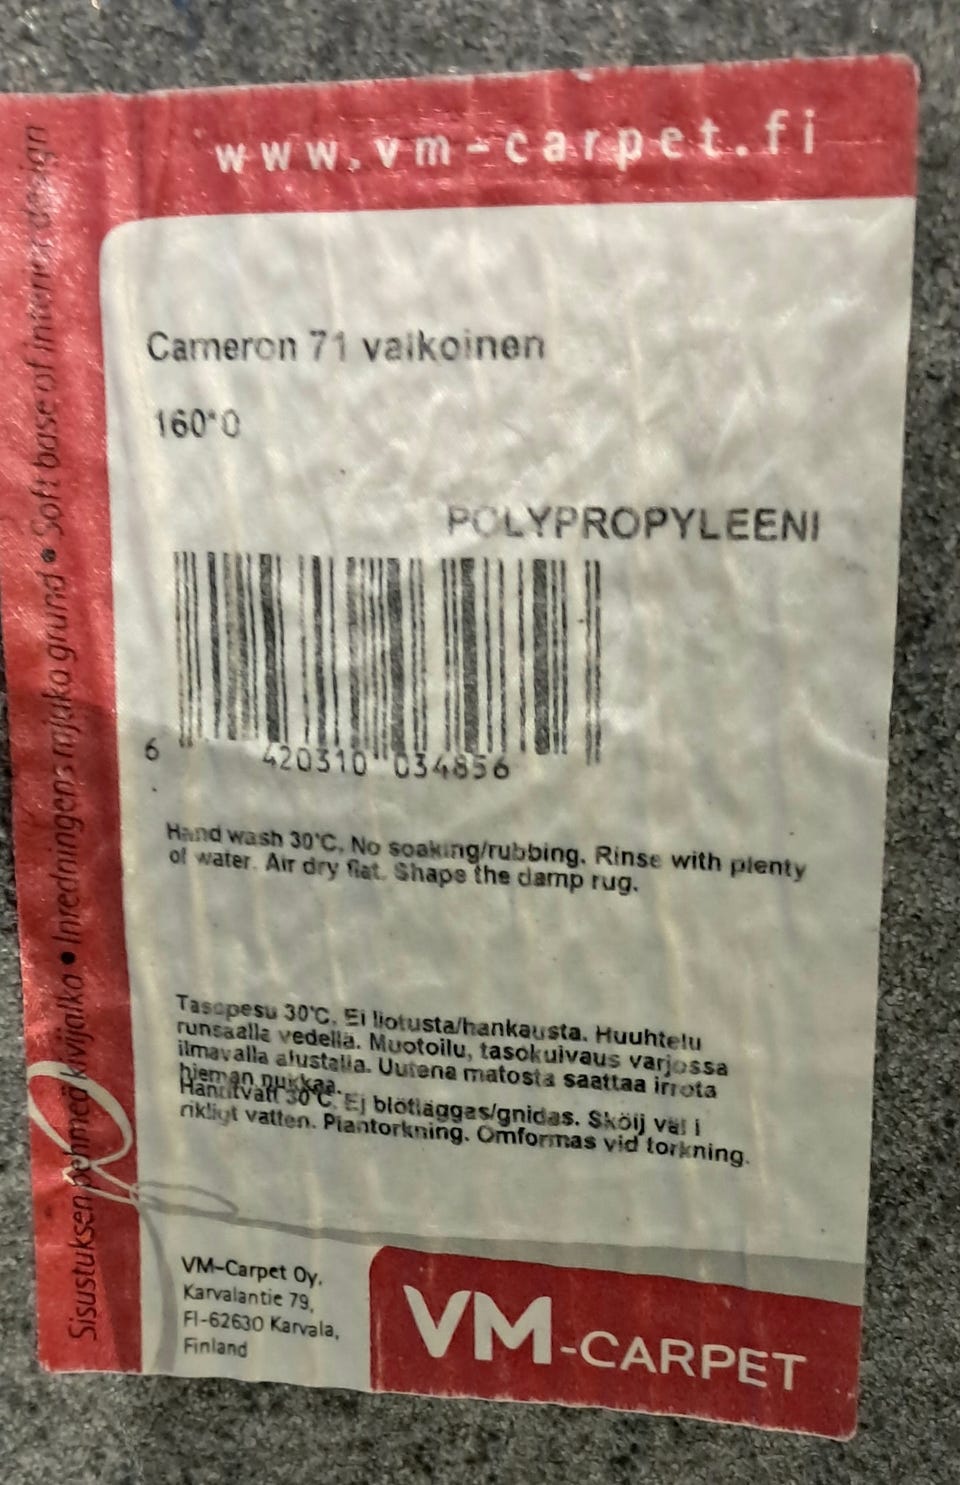 www.vm-carpet.fi
Sisustuksen pehmeä kivijalka • Inredningens mjuka grund • Soft base of interior design
Cameron 71 valkoinen
160*0
POLYPROPYLEENI
6 420310 034856
Hand wash 30°C. No soaking/rubbing. Rinse with plenty
of water. Air dry flat. Shape the damp rug.
Tasopesu 30°C. Ei liotusta/hankausta. Huuhtelu
runsaalla vedellä. Muotoilu, tasokuivaus varjossa
ilmavalla alustalla. Uutena matosta saattaa irrota
hieman nukkaa.
Handtvätt 30°C. Ej blötläggas/gnidas. Skölj väl i
rikligt vatten. Plantorkning. Omformas vid torkning.
VM-Carpet Oy,
Karvalantie 79,
FI-62630 Karvala,
Finland
VM-CARPET